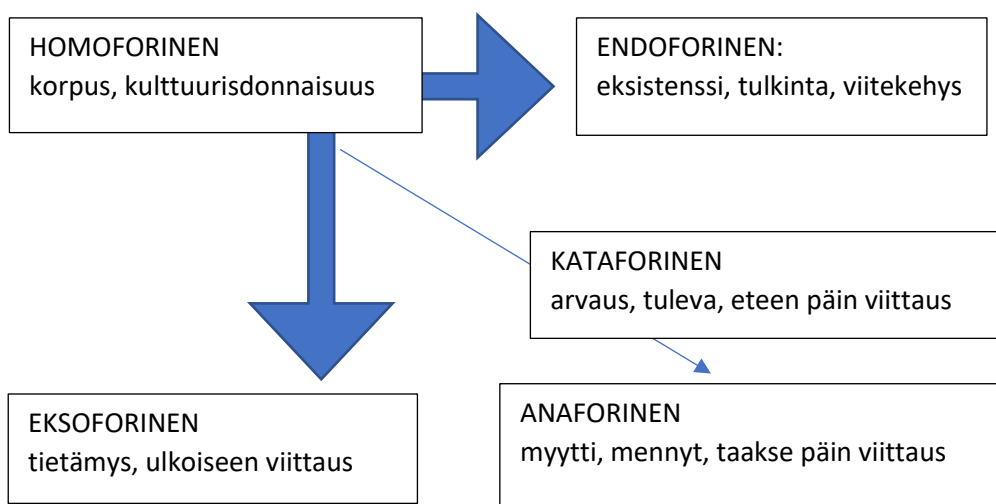 HOMOFORINEN
korpus, kulttuurisdonnaisuus
ENDOFORINEN:
eksistenssi, tulkinta, viitekehys
KATAFORINEN
arvaus, tuleva, eteen päin viittaus
EKSOFORINEN
tietämys, ulkoiseen viittaus
ANAFORINEN
myytti, mennyt, taakse päin viittaus